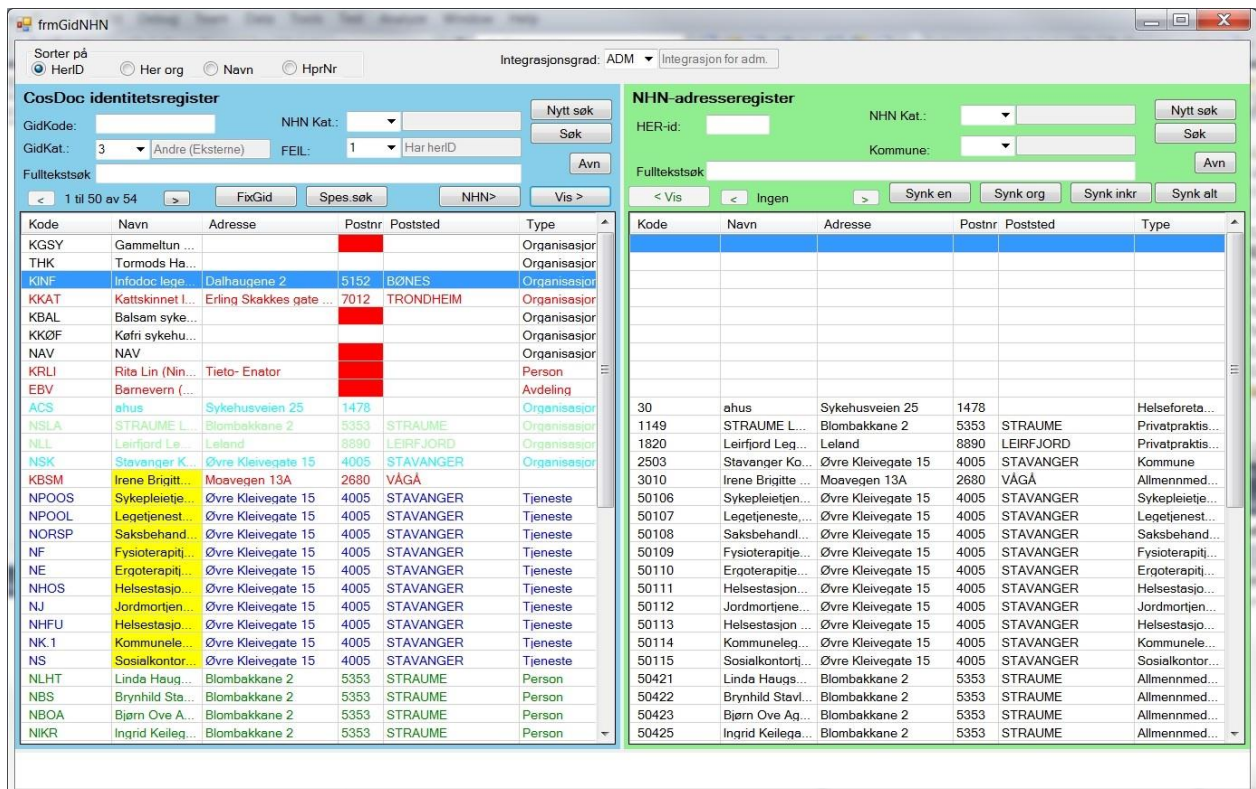 frmGidNHN
Sorter på
HerID Her org Navn HprNr
Integrasjonsgrad: ADM Integrasjon for adm.
CosDoc identitetsregister
GidKode: NHN Kat.: Nytt søk
Søk
GidKat.: 3 Andre (Eksterne) FEIL: 1 Har herID
Avn
Fulltekstsøk
< 1 til 50 av 54 > FixGid Spes.søk NHN> Vis >
Kode Navn Adresse Postnr Poststed Type
KGSY Gammeltun ... Organisasjor
THK Tormods Ha... Organisasjor
KINF Infodoc lege... Dalhaugene 2 5152 BØNES Organisasjor
KKAT Kattskinnet l... Erling Skakkes gate ... 7012 TRONDHEIM Organisasjor
KBAL Balsam syke... Organisasjor
KKØF Køfri sykehu... Organisasjor
NAV NAV Organisasjor
KRLI Rita Lin (Nin... Tieto- Enator Person
EBV Barnevern (... Avdeling
ACS ahus Sykehusveien 25 1478 Organisasjor
NSLA STRAUME L... Blombakkane 2 5353 STRAUME Organisasjor
NLL Leirfjord Le... Leland 8890 LEIRFJORD Organisasjor
NSK Stavanger K... Øvre Kleivegate 15 4005 STAVANGER Organisasjor
KBSM Irene Brigitt... Moavegen 13A 2680 VÅGÅ
NPOOS Sykepleietje... Øvre Kleivegate 15 4005 STAVANGER Tjeneste
NPOOL Legetjenest... Øvre Kleivegate 15 4005 STAVANGER Tjeneste
NORSP Saksbehand... Øvre Kleivegate 15 4005 STAVANGER Tjeneste
NF Fysioterapitj... Øvre Kleivegate 15 4005 STAVANGER Tjeneste
NE Ergoterapitj... Øvre Kleivegate 15 4005 STAVANGER Tjeneste
NHOS Helsestasjo... Øvre Kleivegate 15 4005 STAVANGER Tjeneste
NJ Jordmortjen... Øvre Kleivegate 15 4005 STAVANGER Tjeneste
NHFU Helsestasjo... Øvre Kleivegate 15 4005 STAVANGER Tjeneste
NK.1 Kommunele... Øvre Kleivegate 15 4005 STAVANGER Tjeneste
NS Sosialkontor... Øvre Kleivegate 15 4005 STAVANGER Tjeneste
NLHT Linda Haug... Blombakkane 2 5353 STRAUME Person
NBS Brynhild Sta... Blombakkane 2 5353 STRAUME Person
NBOA Bjørn Ove A... Blombakkane 2 5353 STRAUME Person
NIKR Ingrid Keileg... Blombakkane 2 5353 STRAUME Person
NHN-adresseregister
HER-id: NHN Kat.: Nytt søk
Søk
Kommune:
Avn
Fulltekstsøk
< Vis < Ingen > Synk en Synk org Synk inkr Synk alt
Kode Navn Adresse Postnr Poststed Type
30 ahus Sykehusveien 25 1478 Helseforeta...
1149 STRAUME L... Blombakkane 2 5353 STRAUME Privatpraktis...
1820 Leirfjord Leg... Leland 8890 LEIRFJORD Privatpraktis...
2503 Stavanger Ko... Øvre Kleivegate 15 4005 STAVANGER Kommune
3010 Irene Brigitte ... Moavegen 13A 2680 VÅGÅ Allmennmed...
50106 Sykepleietjen... Øvre Kleivegate 15 4005 STAVANGER Sykepleietje...
50107 Legetjeneste,... Øvre Kleivegate 15 4005 STAVANGER Legetjenest...
50108 Saksbehandl... Øvre Kleivegate 15 4005 STAVANGER Saksbehand...
50109 Fysioterapitje... Øvre Kleivegate 15 4005 STAVANGER Fysioterapitj...
50110 Ergoterapitje... Øvre Kleivegate 15 4005 STAVANGER Ergoterapitj...
50111 Helsestasjon... Øvre Kleivegate 15 4005 STAVANGER Helsestasjo...
50112 Jordmortjene... Øvre Kleivegate 15 4005 STAVANGER Jordmortjen...
50113 Helsestasjon ... Øvre Kleivegate 15 4005 STAVANGER Helsestasjo...
50114 Kommuneleg... Øvre Kleivegate 15 4005 STAVANGER Kommunele...
50115 Sosialkontortj... Øvre Kleivegate 15 4005 STAVANGER Sosialkontor...
50421 Linda Haugs... Blombakkane 2 5353 STRAUME Allmennmed...
50422 Brynhild Stavl... Blombakkane 2 5353 STRAUME Allmennmed...
50423 Bjørn Ove Ag... Blombakkane 2 5353 STRAUME Allmennmed...
50425 Ingrid Keilega... Blombakkane 2 5353 STRAUME Allmennmed...